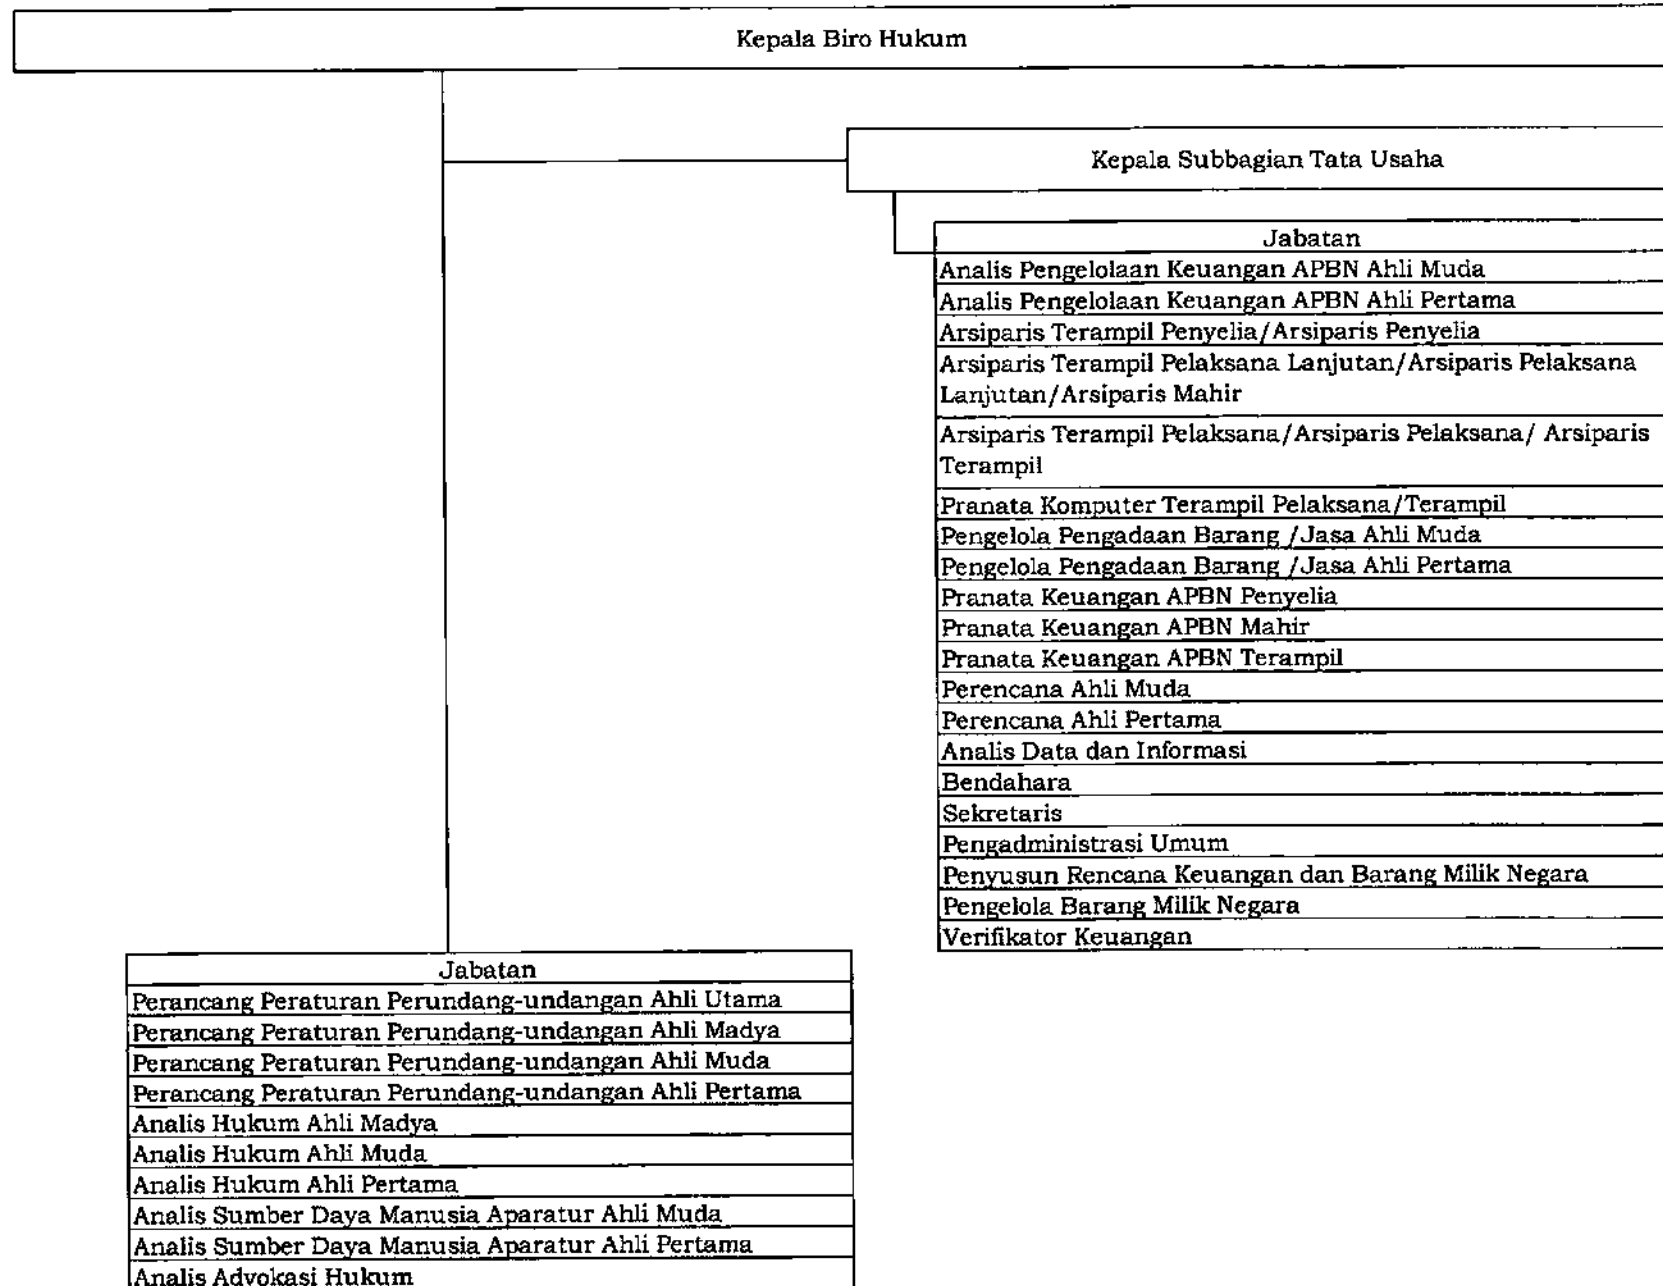 Kepala Biro Hukum
Kepala Subbagian Tata Usaha
Jabatan
Analis Pengelolaan Keuangan APBN Ahli Muda
Analis Pengelolaan Keuangan APBN Ahli Pertama
Arsiparis Terampil Penyelia/Arsiparis Penyelia
Arsiparis Terampil Pelaksana Lanjutan/Arsiparis Pelaksana
Lanjutan/Arsiparis Mahir
Arsiparis Terampil Pelaksana/Arsiparis Pelaksana/ Arsiparis
Terampil
Pranata Komputer Terampil Pelaksana/Terampil
Pengelola Pengadaan Barang /Jasa Ahli Muda
Pengelola Pengadaan Barang /Jasa Ahli Pertama
Pranata Keuangan APBN Penyelia
Pranata Keuangan APBN Mahir
Pranata Keuangan APBN Terampil
Perencana Ahli Muda
Perencana Ahli Pertama
Analis Data dan Informasi
Bendahara
Sekretaris
Pengadministrasi Umum
Penyusun Rencana Keuangan dan Barang Milik Negara
Pengelola Barang Milik Negara
Verifikator Keuangan
Jabatan
Perancang Peraturan Perundang-undangan Ahli Utama
Perancang Peraturan Perundang-undangan Ahli Madya
Perancang Peraturan Perundang-undangan Ahli Muda
Perancang Peraturan Perundang-undangan Ahli Pertama
Analis Hukum Ahli Madya
Analis Hukum Ahli Muda
Analis Hukum Ahli Pertama
Analis Sumber Daya Manusia Aparatur Ahli Muda
Analis Sumber Daya Manusia Aparatur Ahli Pertama
Analis Advokasi Hukum